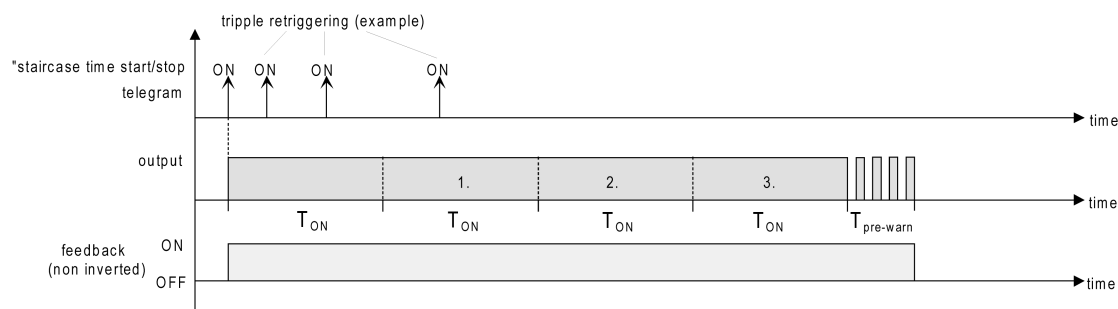 tripple retriggering (example)
"staircase time start/stop
telegram
ON ON ON ON
time
output
1. 2. 3.
time
TON TON TON TON Tpre-warn
feedback
(non inverted)
ON
OFF
time